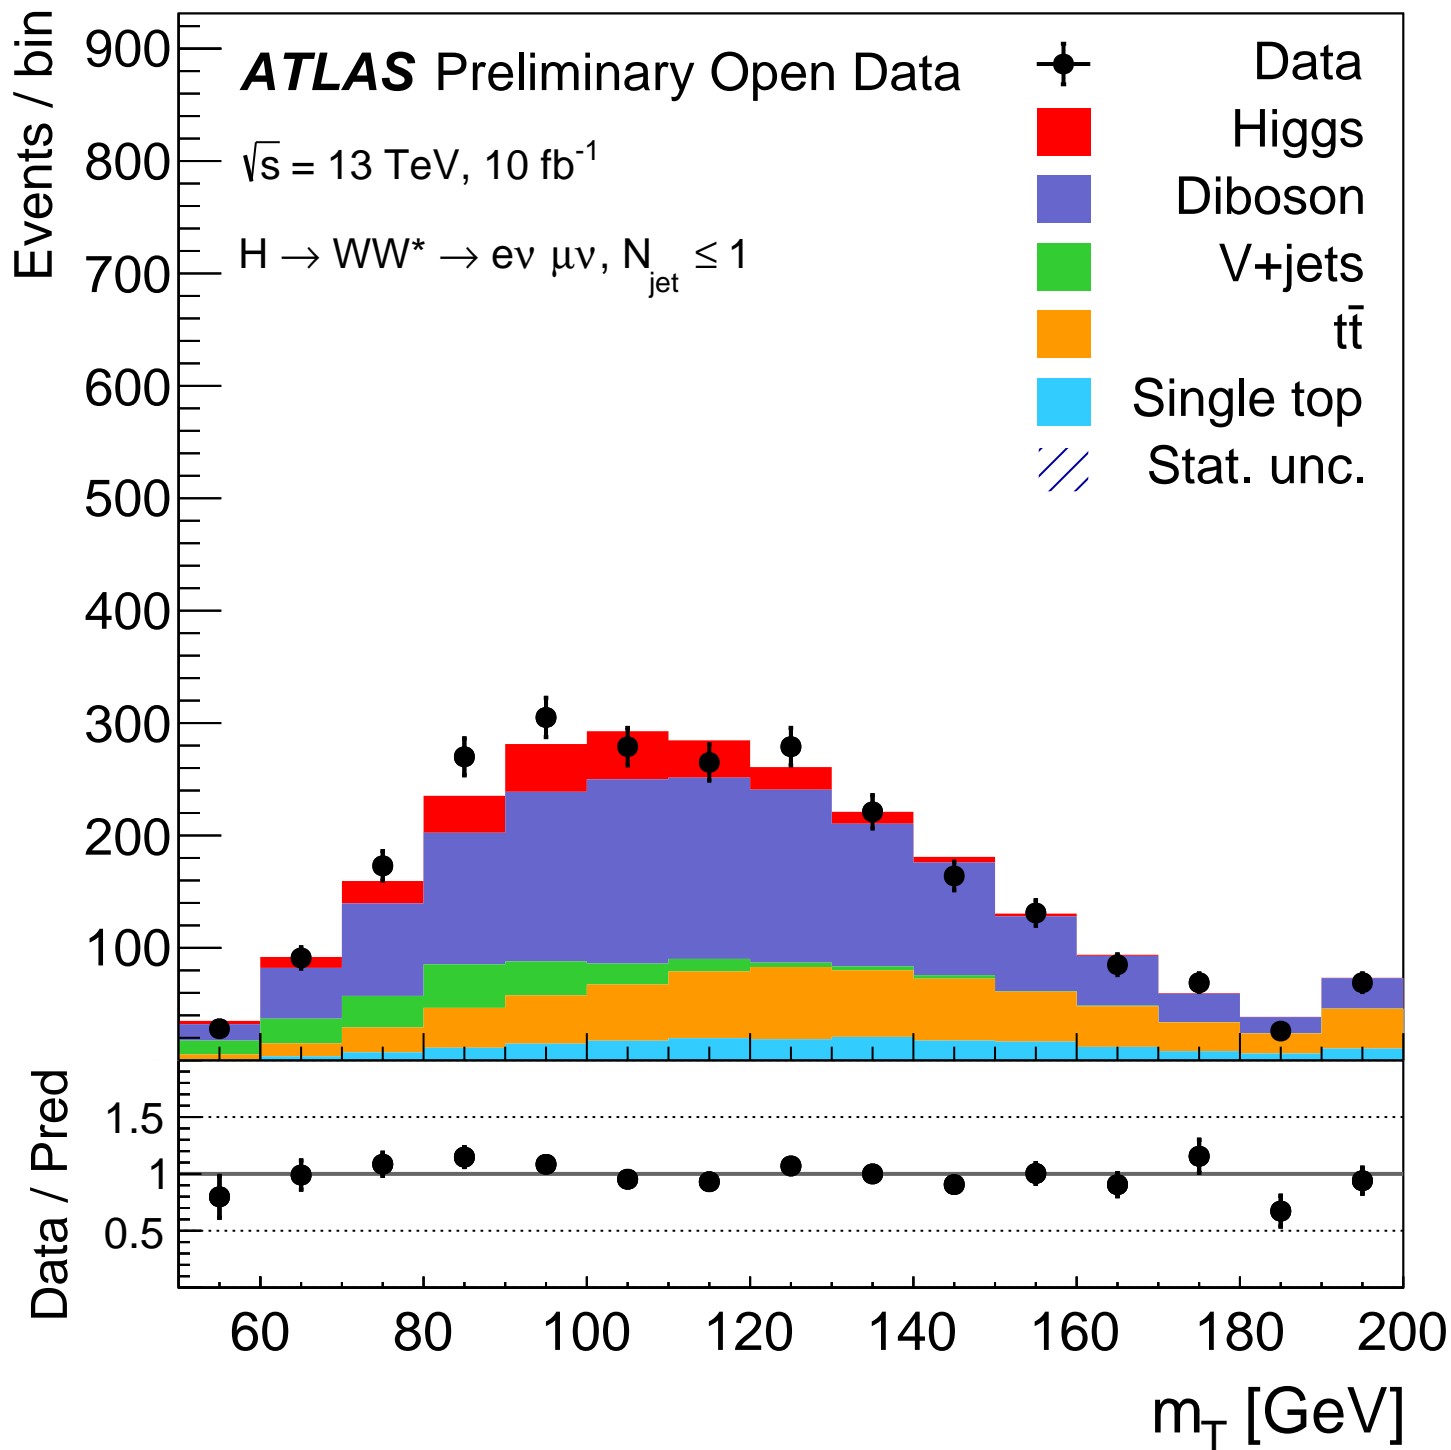 Events / bin
900
800
700
600
500
400
300
200
100
ATLAS Preliminary Open Data
√s = 13 TeV, 10 fb⁻¹
H → WW* → eν μν, N_jet ≤ 1
Data
Higgs
Diboson
V+jets
tt̄
Single top
Stat. unc.
Data / Pred
1.5
1
0.5
60 80 100 120 140 160 180 200
m_T [GeV]